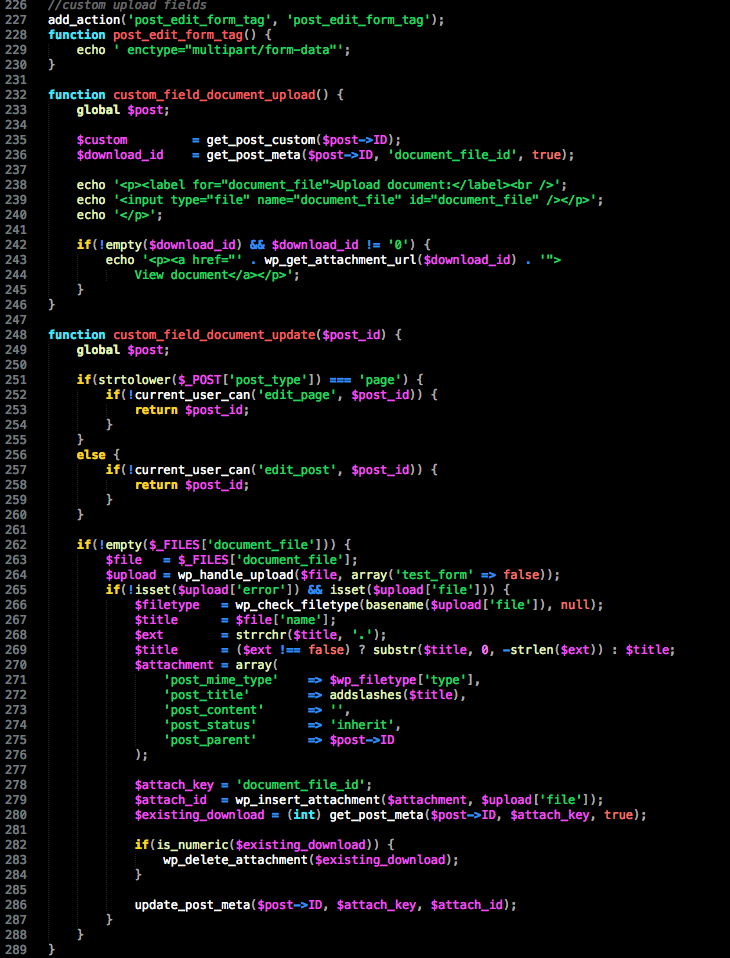 226 //custom upload fields
227 add_action('post_edit_form_tag', 'post_edit_form_tag');
228 function post_edit_form_tag() {
229     echo ' enctype="multipart/form-data"';
230 }
231
232 function custom_field_document_upload() {
233     global $post;
234
235     $custom         = get_post_custom($post->ID);
236     $download_id    = get_post_meta($post->ID, 'document_file_id', true);
237
238     echo '<p><label for="document_file">Upload document:</label><br />';
239     echo '<input type="file" name="document_file" id="document_file" /></p>';
240     echo '</p>';
241
242     if(!empty($download_id) && $download_id != '0') {
243         echo '<p><a href="' . wp_get_attachment_url($download_id) . '">
244             View document</a></p>';
245     }
246 }
247
248 function custom_field_document_update($post_id) {
249     global $post;
250
251     if(strtolower($_POST['post_type']) === 'page') {
252         if(!current_user_can('edit_page', $post_id)) {
253             return $post_id;
254         }
255     }
256     else {
257         if(!current_user_can('edit_post', $post_id)) {
258             return $post_id;
259         }
260     }
261
262     if(!empty($_FILES['document_file'])) {
263         $file   = $_FILES['document_file'];
264         $upload = wp_handle_upload($file, array('test_form' => false));
265         if(!isset($upload['error']) && isset($upload['file'])) {
266             $filetype   = wp_check_filetype(basename($upload['file']), null);
267             $title      = $file['name'];
268             $ext        = strrchr($title, '.');
269             $title      = ($ext !== false) ? substr($title, 0, -strlen($ext)) : $title;
270             $attachment = array(
271                 'post_mime_type'    => $wp_filetype['type'],
272                 'post_title'        => addslashes($title),
273                 'post_content'      => '',
274                 'post_status'       => 'inherit',
275                 'post_parent'       => $post->ID
276             );
277
278             $attach_key = 'document_file_id';
279             $attach_id  = wp_insert_attachment($attachment, $upload['file']);
280             $existing_download = (int) get_post_meta($post->ID, $attach_key, true);
281
282             if(is_numeric($existing_download)) {
283                 wp_delete_attachment($existing_download);
284             }
285
286             update_post_meta($post->ID, $attach_key, $attach_id);
287         }
288     }
289 }